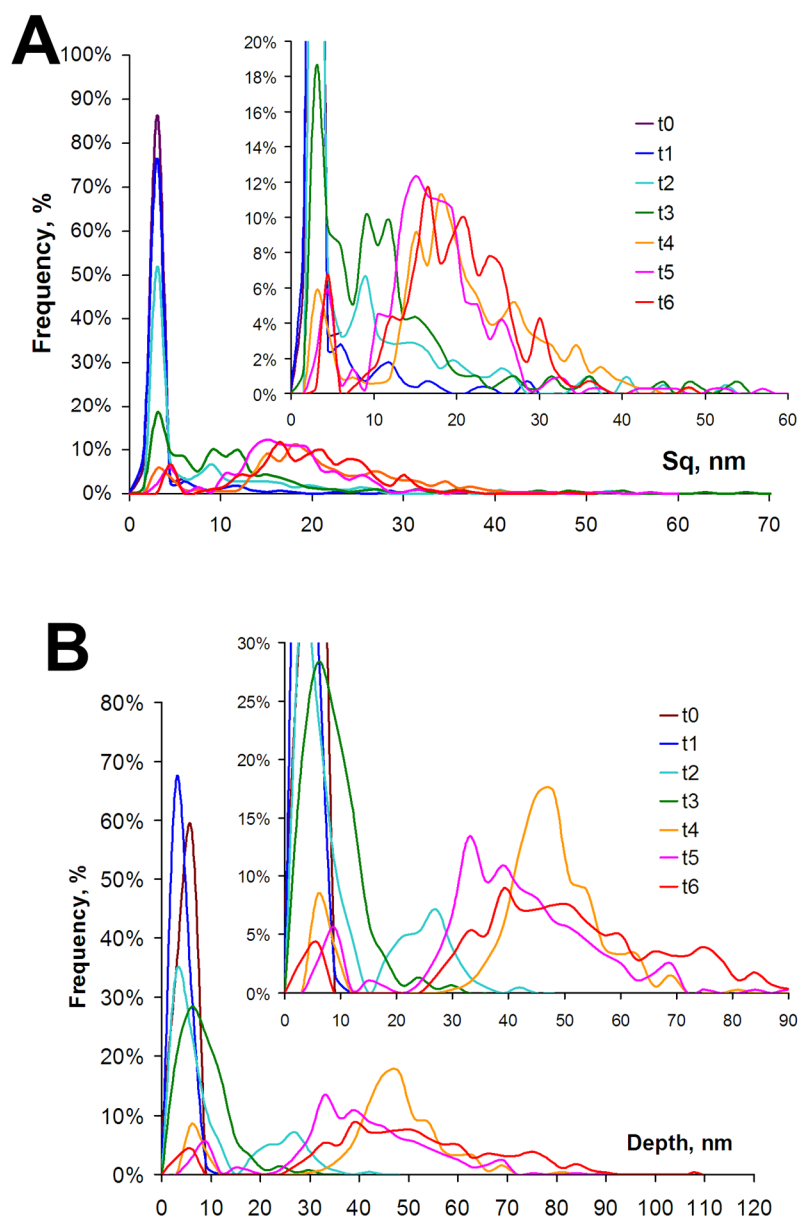 A
Frequency, %
100%
90%
80%
70%
60%
50%
40%
30%
20%
10%
0%
0 10 20 30 40 50 60 70
20%
18%
16%
14%
12%
10%
8%
6%
4%
2%
0%
0 10 20 30 40 50 60
t0
t1
t2
t3
t4
t5
t6
Sq, nm
B
Frequency, %
80%
70%
60%
50%
40%
30%
20%
10%
0%
0 10 20 30 40 50 60 70 80 90 100 110 120
30%
25%
20%
15%
10%
5%
0%
0 10 20 30 40 50 60 70 80 90
t0
t1
t2
t3
t4
t5
t6
Depth, nm